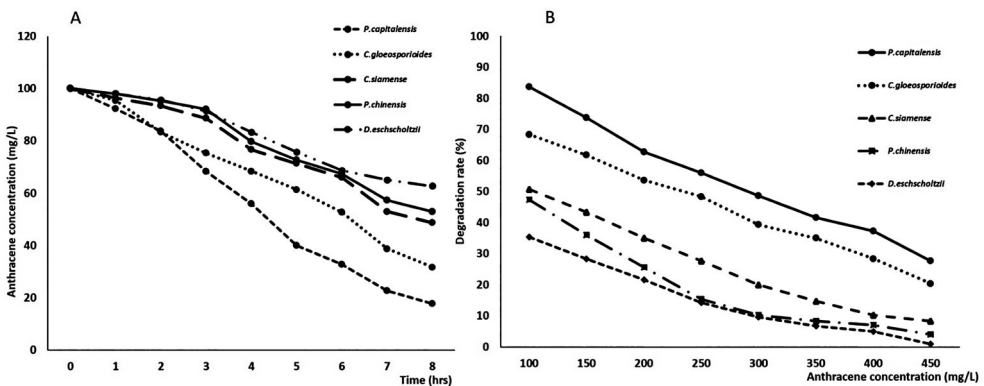 A
Anthracene concentration (mg/L)
120
100
80
60
40
20
0
0 1 2 3 4 5 6 7 8
Time (hrs)
P.capitalensis
C.gloeosporioides
C.siamense
P.chinensis
D.eschscholtzii
B
Degradation rate (%)
100
90
80
70
60
50
40
30
20
10
0
100 150 200 250 300 350 400 450
Anthracene concentration (mg/L)
P.capitalensis
C.gloeosporioides
C.siamense
P.chinensis
D.eschscholtzii